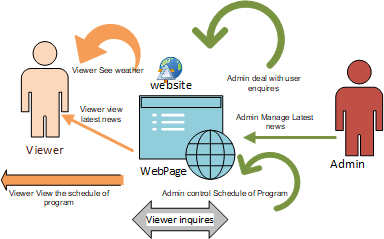 Viewer See weather
website
Admin deal with user
enquires
Viewer view
latest news
Admin Manage Latest
news
Viewer
WebPage
Admin
Viewer View the schedule of
program
Admin control Schedule of Program
Viewer inquires